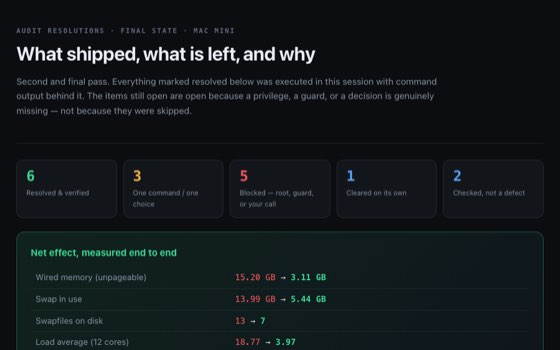 AUDIT RESOLUTIONS · FINAL STATE · MAC MINI
What shipped, what is left, and why
Second and final pass. Everything marked resolved below was executed in this session with command
output behind it. The items still open are open because a privilege, a guard, or a decision is genuinely
missing — not because they were skipped.
6
Resolved & verified
3
One command / one
choice
5
Blocked — root, guard,
or your call
1
Cleared on its own
2
Checked, not a defect
Net effect, measured end to end
Wired memory (unpageable) 15.20 GB → 3.11 GB
Swap in use 13.99 GB → 5.44 GB
Swapfiles on disk 13 → 7
Load average (12 cores) 18.77 → 3.97